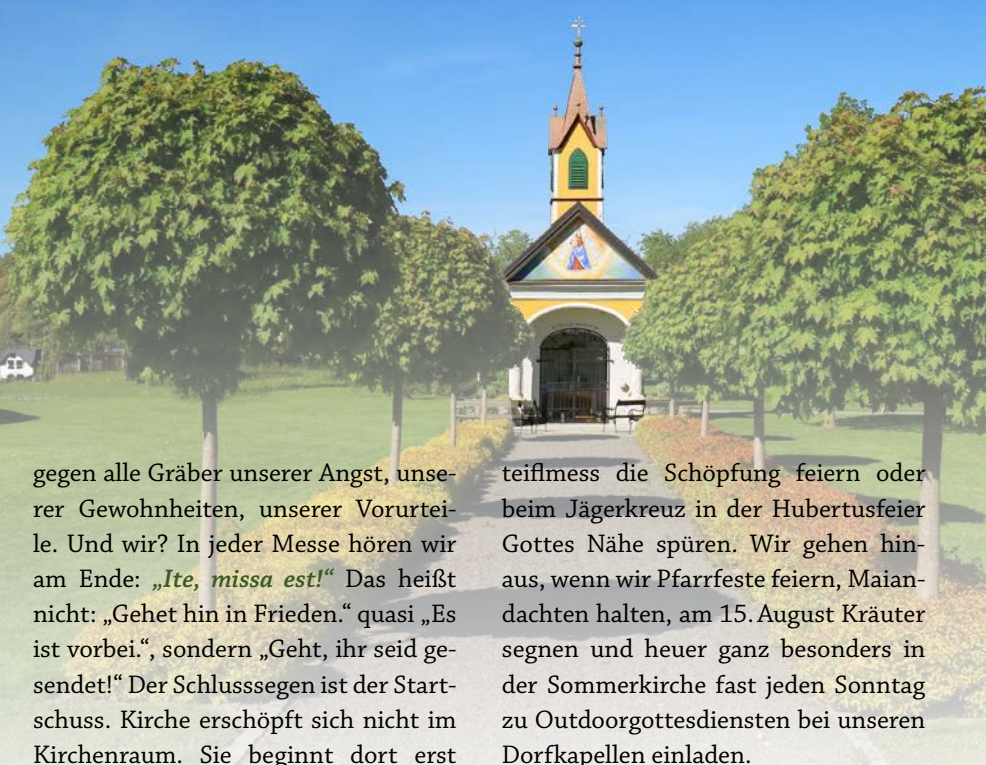 gegen alle Gräber unserer Angst, unse-
rer Gewohnheiten, unserer Vorurtei-
le. Und wir? In jeder Messe hören wir
am Ende: „Ite, missa est!“ Das heißt
nicht: „Gehet hin in Frieden.“ quasi „Es
ist vorbei.“, sondern „Geht, ihr seid ge-
sendet!“ Der Schlusssegen ist der Start-
schuss. Kirche erschöpft sich nicht im
Kirchenraum. Sie beginnt dort erst
teiflmess die Schöpfung feiern oder
beim Jägerkreuz in der Hubertusfeier
Gottes Nähe spüren. Wir gehen hin-
aus, wenn wir Pfarrfeste feiern, Maian-
dachten halten, am 15. August Kräuter
segnen und heuer ganz besonders in
der Sommerkirche fast jeden Sonntag
zu Outdoorgottesdiensten bei unseren
Dorfkapellen einladen.